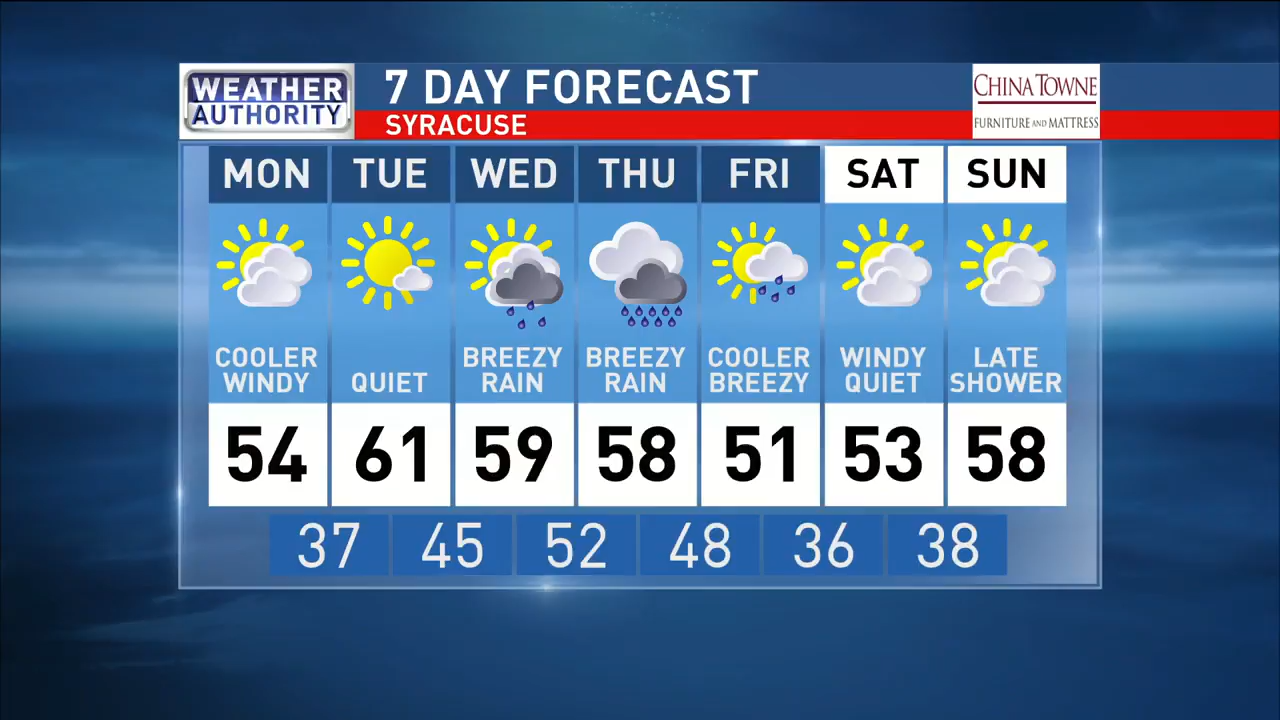 WEATHER
AUTHORITY
7 DAY FORECAST
SYRACUSE
CHINA TOWNE
FURNITURE AND MATTRESS
MON TUE WED THU FRI SAT SUN
COOLER WINDY
QUIET
BREEZY RAIN
BREEZY RAIN
COOLER BREEZY
WINDY QUIET
LATE SHOWER
54 61 59 58 51 53 58
37 45 52 48 36 38